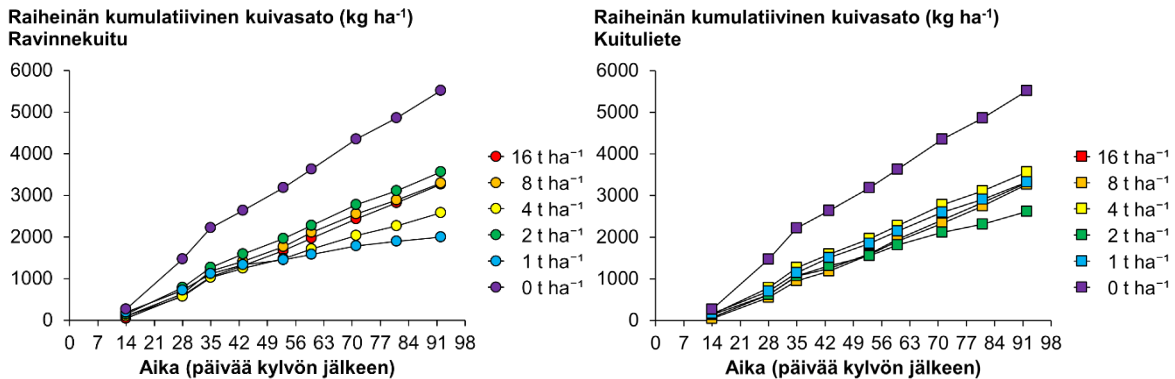 Raiheinän kumulatiivinen kuivasato (kg ha⁻¹)
Ravinnekuitu
6000
5000
4000
3000
2000
1000
0
0 7 14 21 28 35 42 49 56 63 70 77 84 91 98
Aika (päivää kylvön jälkeen)
16 t ha⁻¹
8 t ha⁻¹
4 t ha⁻¹
2 t ha⁻¹
1 t ha⁻¹
0 t ha⁻¹
Raiheinän kumulatiivinen kuivasato (kg ha⁻¹)
Kuituliete
6000
5000
4000
3000
2000
1000
0
0 7 14 21 28 35 42 49 56 63 70 77 84 91 98
Aika (päivää kylvön jälkeen)
16 t ha⁻¹
8 t ha⁻¹
4 t ha⁻¹
2 t ha⁻¹
1 t ha⁻¹
0 t ha⁻¹